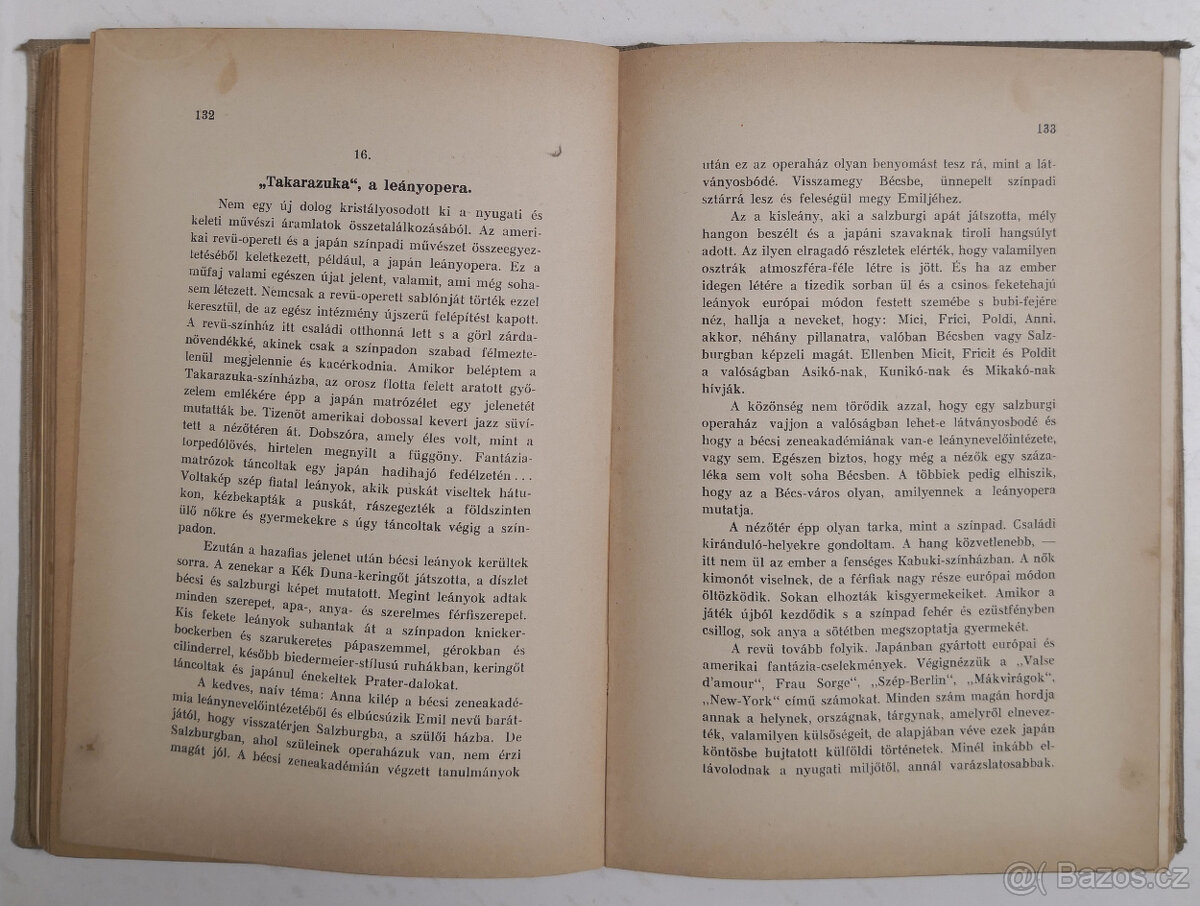 132
16.
„Takarazuka“, a leányopera.
Nem egy új dolog kristályosodott ki a nyugati és
keleti művészi áramlatok összetalálkozásából. Az ameri-
kai revü-operett és a japán színpadi művészet összeegyez-
tetéséből keletkezett, például, a japán leányopera. Ez a
műfaj valami egészen újat jelent, valamit, ami még soha-
sem létezett. Nemcsak a revü-operett sablónját törték ezzel
keresztül, de az egész intézmény újszerű felépítést kapott.
A revü-színház itt családi otthonná lett s a görl zárda-
növendékké, akinek csak a színpadon szabad félmezte-
lenül megjelennie és kacérkodnia. Amikor beléptem a
Takarazuka-színházba, az orosz flotta felett aratott győ-
zelem emlékére épp a japán matrózélet egy jelenetét
mutatták be. Tizenöt amerikai dobossal kevert jazz süví-
tett a nézőtéren át. Dobszóra, amely éles volt, mint a
torpedólövés, hirtelen megnyilt a függöny. Fantázia-
matrózok táncoltak egy japán hadihajó fedélzetén...
Voltakép szép fiatal leányok, akik puskát viseltek hátu-
kon, kézbekapták a puskát, rászegezték a földszinten
ülő nőkre és gyermekekre s úgy táncoltak végig a szín-
padon.
Ezután a hazafias jelenet után bécsi leányok kerültek
sorra. A zenekar a Kék Duna-keringőt játszotta, a díszlet
bécsi és salzburgi képet mutatott. Megint leányok adtak
minden szerepet, apa-, anya- és szerelmes férfiszerepet.
Kis fekete leányok suhantak át a színpadon knicker-
bockerben és szarukeretes pápaszemmel, gérokban és
cilinderrel, később biedermeier-stílusú ruhákban, keringőt
táncoltak és japánul énekeltek Prater-dalokat.
A kedves, naív téma: Anna kilép a bécsi zeneakadé-
mia leánynevelőintézetéből és elbúcsúzik Emil nevű barát-
jától, hogy visszatérjen Salzburgba, a szülői házba. De
Salzburgban, ahol szüleinek operaházuk van, nem érzi
magát jól. A bécsi zeneakadémián végzett tanulmányok
133
után ez az operaház olyan benyomást tesz rá, mint a lát-
ványosbódé. Visszamegy Bécsbe, ünnepelt színpadi
sztárrá lesz és feleségül megy Emiljéhez.
Az a kisleány, aki a salzburgi apát játszotta, mély
hangon beszélt és a japáni szavaknak tiroli hangsúlyt
adott. Az ilyen elragadó részletek elérték, hogy valamilyen
osztrák atmoszféra-féle létre is jött. És ha az ember
idegen létére a tizedik sorban ül és a csinos feketehajú
leányok európai módon festett szemébe s bubi-fejére
néz, hallja a neveket, hogy: Mici, Frici, Poldi, Anni,
akkor, néhány pillanatra, valóban Bécsben vagy Salz-
burgban képzeli magát. Ellenben Micit, Fricit és Poldit
a valóságban Asikó-nak, Kunikó-nak és Mikakó-nak
hívják.
A közönség nem törődik azzal, hogy egy salzburgi
operaház vajjon a valóságban lehet-e látványosbodé és
hogy a bécsi zeneakadémiának van-e leánynevelőintézete,
vagy sem. Egészen biztos, hogy még a nézők egy száza-
léka sem volt soha Bécsben. A többiek pedig elhiszik,
hogy az a Bécs-város olyan, amilyennek a leányopera
mutatja.
A nézőtér épp olyan tarka, mint a színpad. Családi
kiránduló-helyekre gondoltam. A hang közvetlenebb, —
itt nem ül az ember a fenséges Kabuki-színházban. A nők
kimonót viselnek, de a férfiak nagy része európai módon
öltözködik. Sokan elhozták kisgyermekeiket. Amikor a
játék újból kezdődik s a színpad fehér és ezüstfényben
csillog, sok anya a sötétben megszoptatja gyermekét.
A revü tovább folyik. Japánban gyártott európai és
amerikai fantázia-cselekmények. Végignézzük a „Valse
d’amour“, Frau Sorge“, „Szép-Berlin“, „Mákvirágok“,
„New-York“ című számokat. Minden szám magán hordja
annak a helynek, országnak, tárgynak, amelyről elnevez-
ték, valamilyen külsőségeit, de alapjában véve ezek japán
köntösbe bujtatott külföldi történetek. Minél inkább el-
távolodnak a nyugati miljőtől, annál varázslatosabbak.
@( Bazos.cz